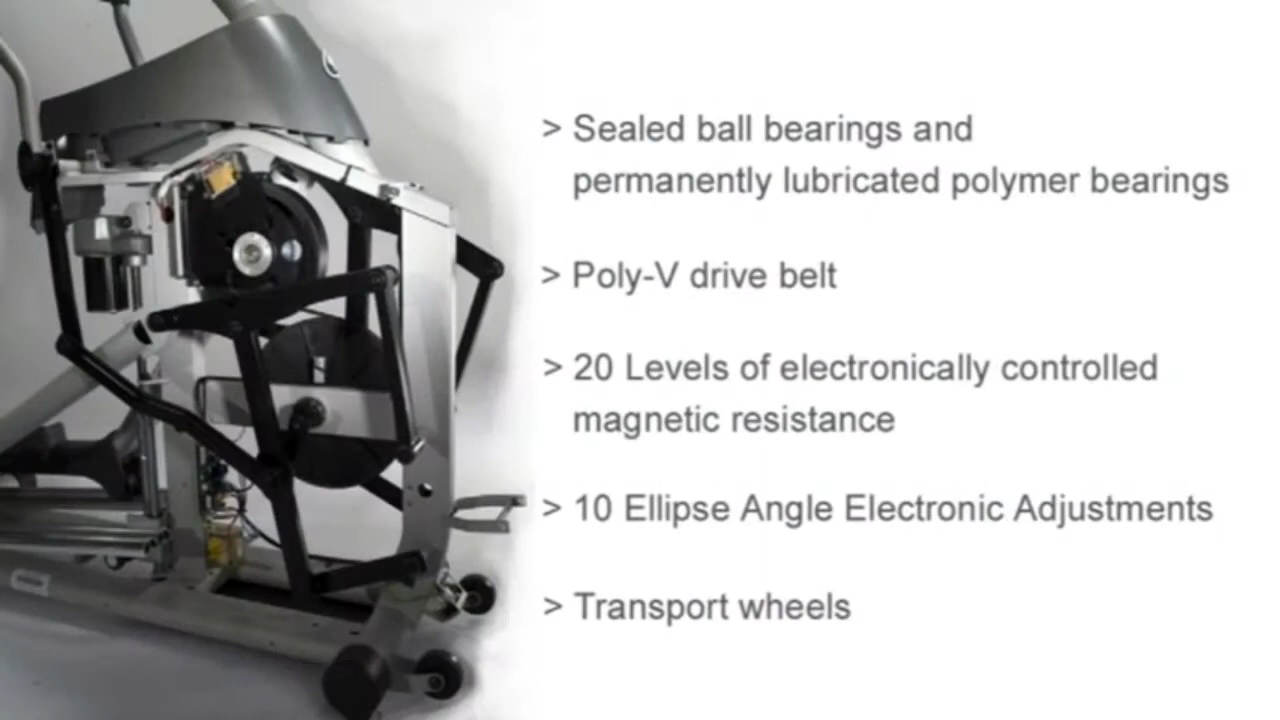 > Sealed ball bearings and
permanently lubricated polymer bearings
> Poly-V drive belt
> 20 Levels of electronically controlled
magnetic resistance
> 10 Ellipse Angle Electronic Adjustments
> Transport wheels